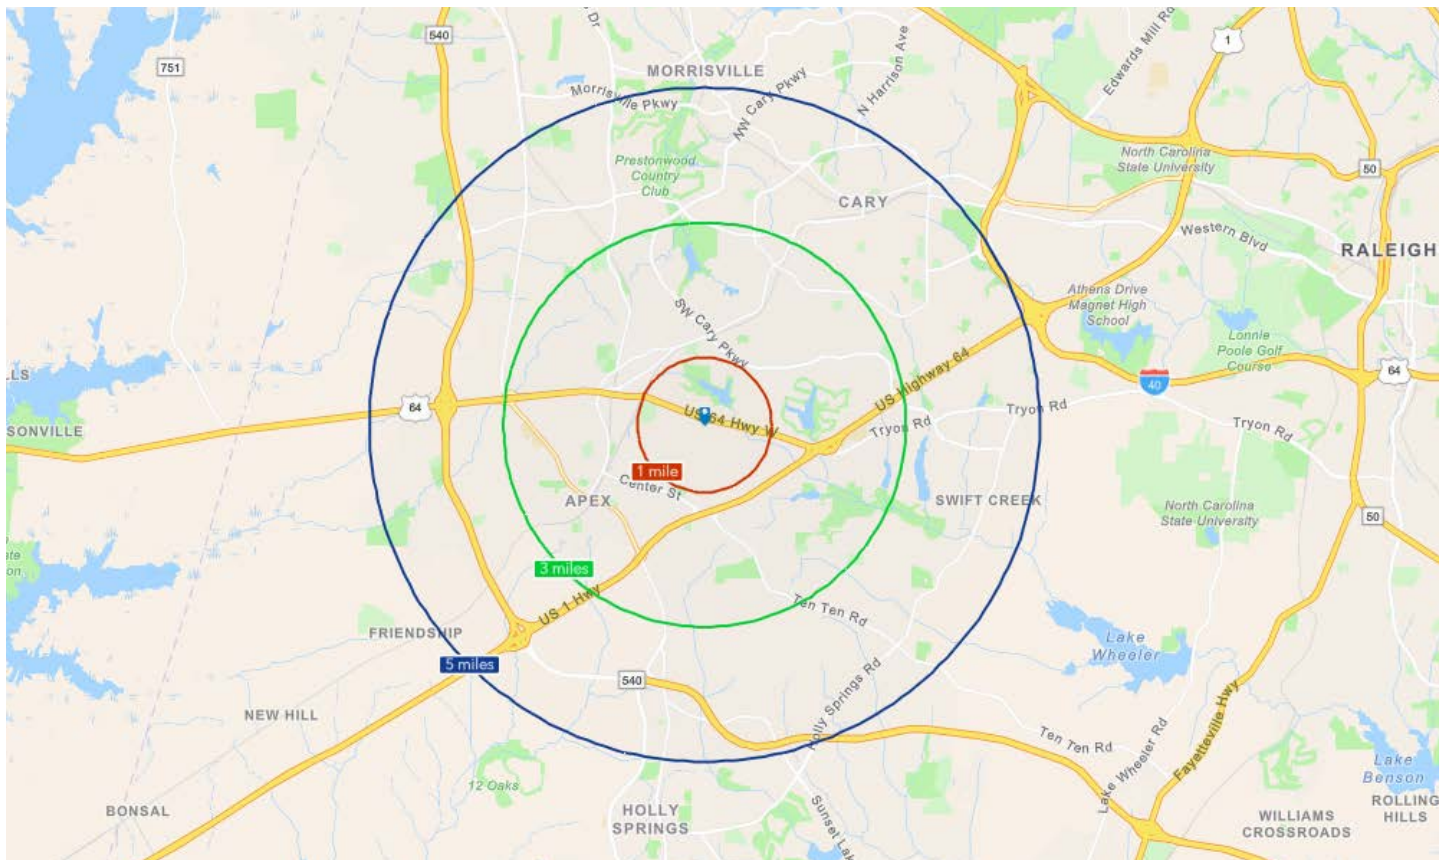 Dr
540
751
1
Edwards Mill Rd
MORRISVILLE
N Harrison Ave
NW Cary Pkwy
Morrisville Pkwy
Prestonwood
Country
Club
North Carolina
State University
50
CARY
Western Blvd
RALEIGH
Athens Drive
Magnet High
School
SW Cary Pkwy
Lonnie
Poole Golf
Course
US Highway 64
40
64
64
US 64 Hwy W
Tryon Rd
Tryon Rd
Tryon Rd
SONVILLE
1 mile
Center St
APEX
SWIFT CREEK
North Carolina
State University
50
3 miles
US 1 Hwy
Ten Ten Rd
FRIENDSHIP
Lake
Wheeler
5 miles
540
Holly Springs Rd
NEW HILL
Fayetteville Hwy
Ten Ten Rd
Lake Wheeler Rd
12 Oaks
Lake
Benson
BONSAL
HOLLY
SPRINGS
Sunset Lak
WILLIAMS
CROSSROADS
ROLLING
HILLS